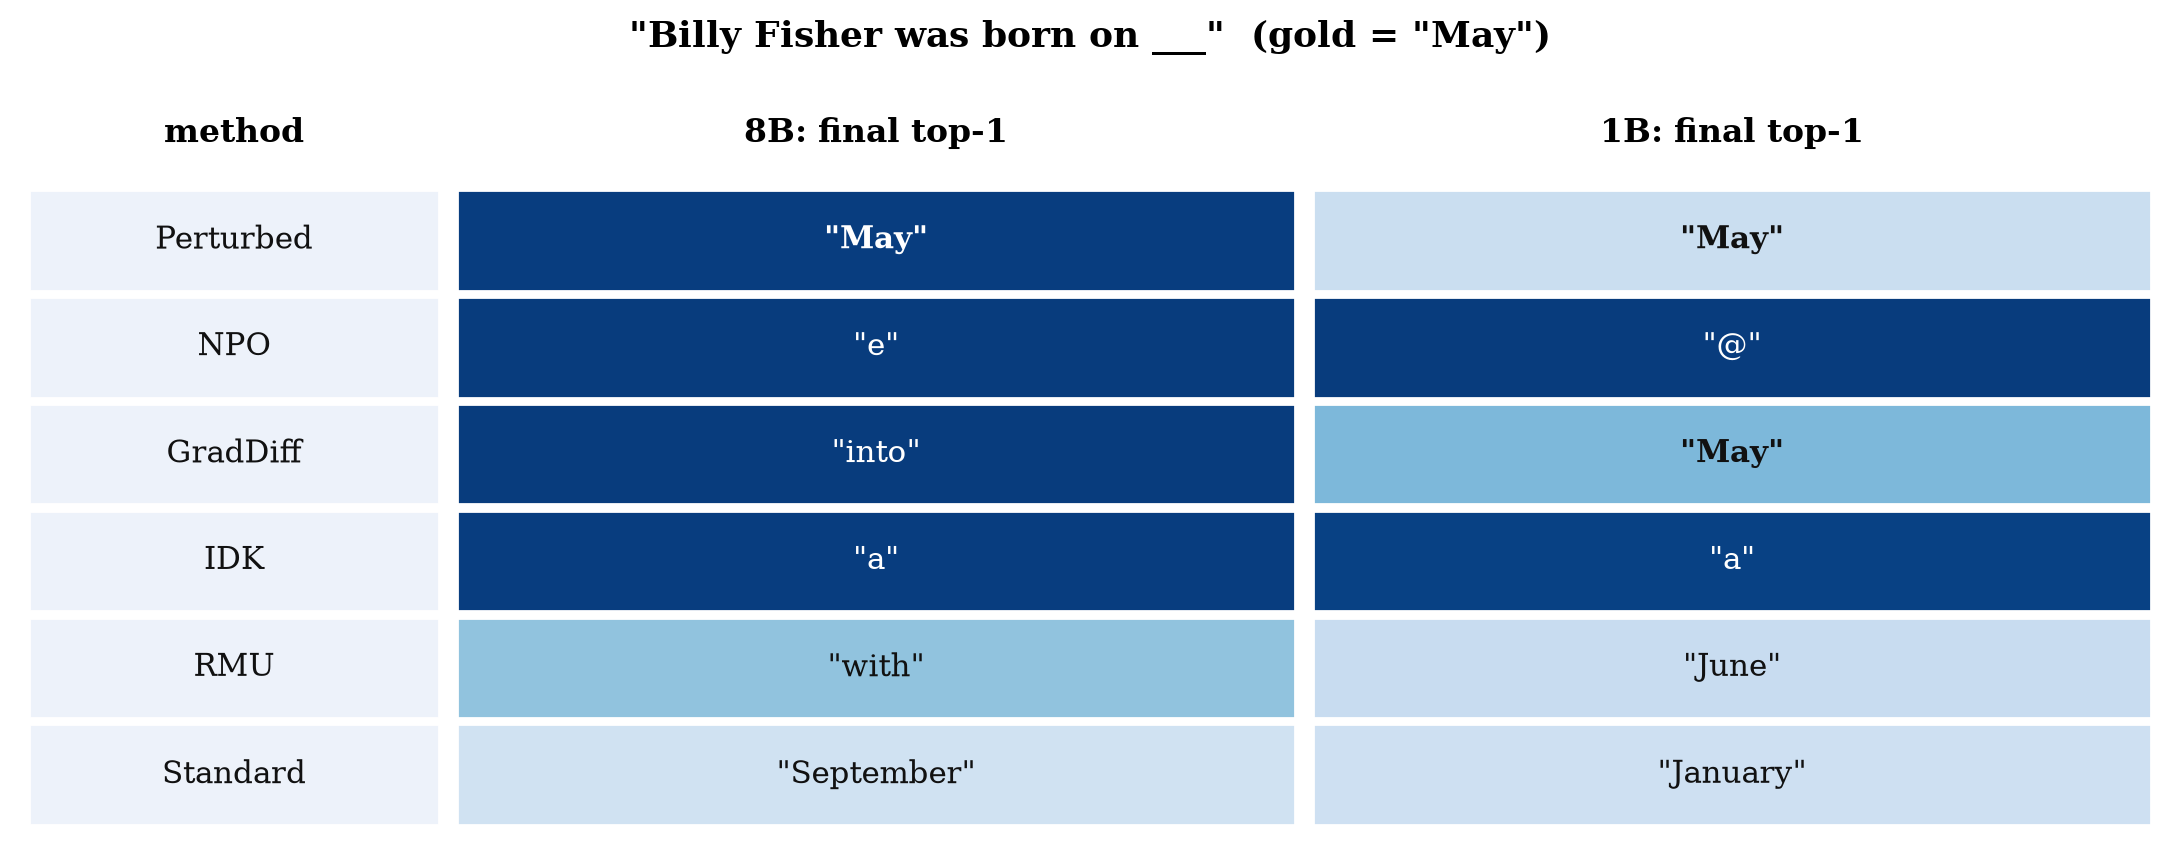 "Billy Fisher was born on ___"  (gold = "May")
method 8B: final top-1 1B: final top-1
Perturbed "May" "May"
NPO "e" "@"
GradDiff "into" "May"
IDK "a" "a"
RMU "with" "June"
Standard "September" "January"